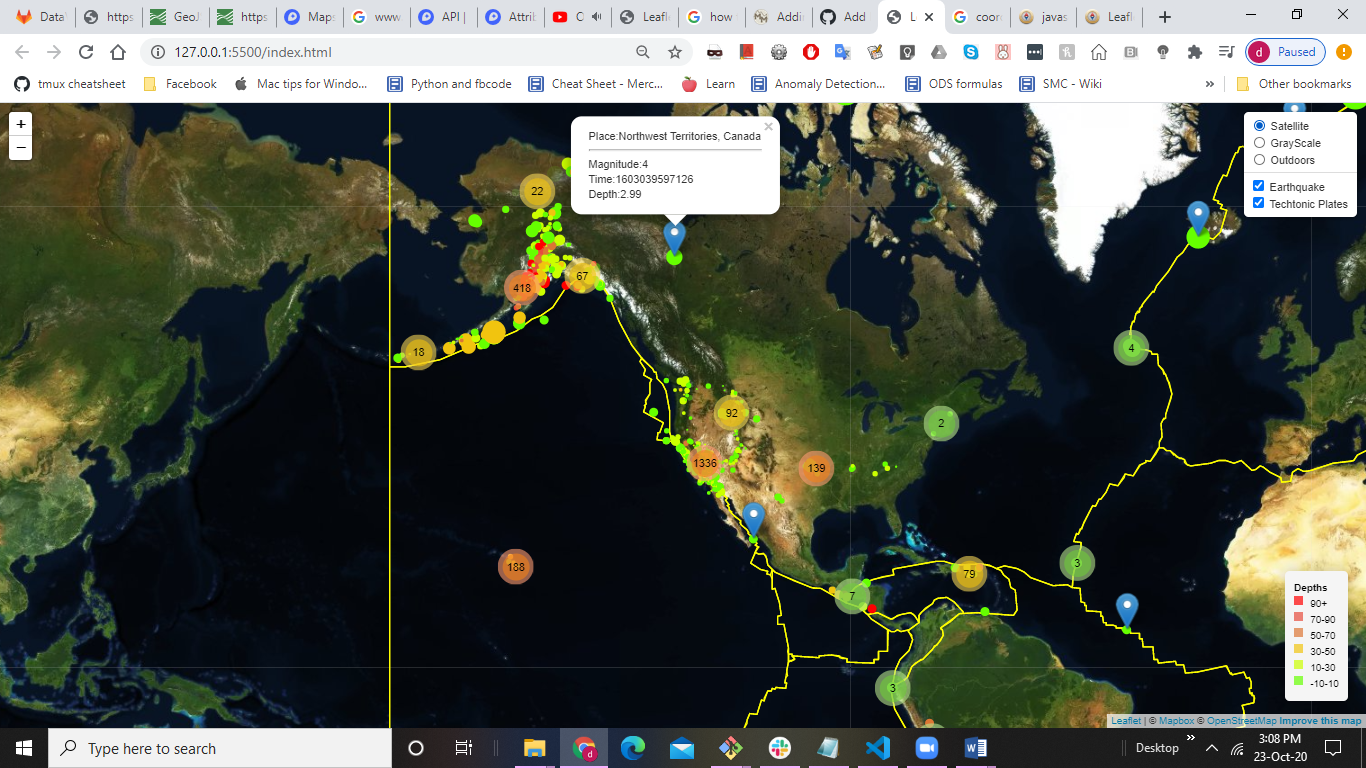 Data
https
GeoJ
https
Maps
www.
API |
Attrib
C
Leafle
how
Addi
Add
Le
coor
javas
Leafl
127.0.0.1:5500/index.html
d
Paused
tmux cheatsheet
Facebook
Mac tips for Windo...
Python and fbcode
Cheat Sheet - Merc...
Learn
Anomaly Detection...
ODS formulas
SMC - Wiki
»
Other bookmarks
+
−
Place:Northwest Territories, Canada
×
Magnitude:4
Time:1603039597126
Depth:2.99
Satellite
GrayScale
Outdoors
Earthquake
Techtonic Plates
22
67
418
18
4
92
2
1336
139
188
3
79
7
3
Depths
90+
70-90
50-70
30-50
10-30
-10-10
Leaflet | © Mapbox © OpenStreetMap Improve this map
Type here to search
Desktop
»
3:08 PM
23-Oct-20